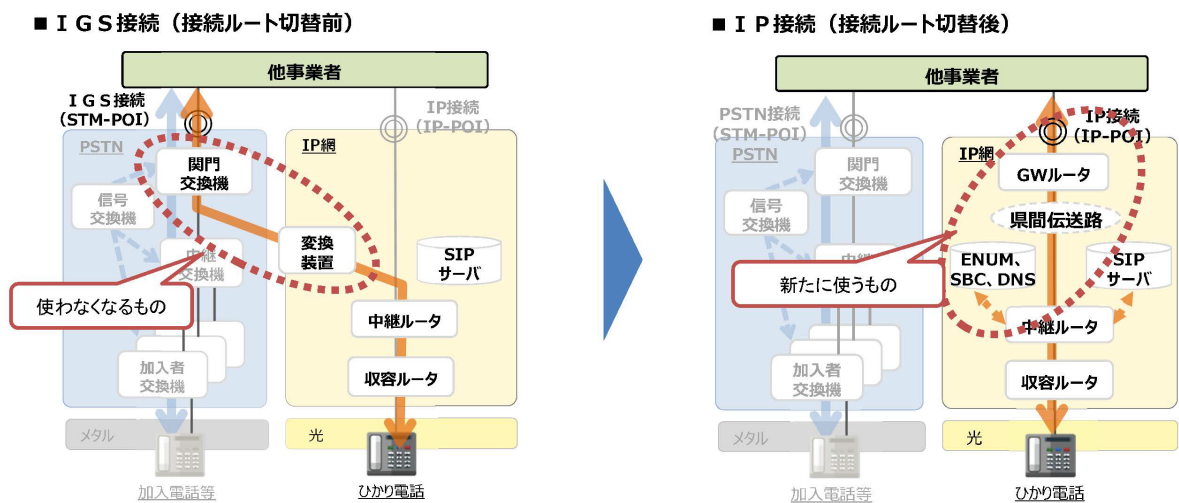 ■ＩＧＳ接続（接続ルート切替前）
他事業者
ＩＧＳ接続
（STM-POI）
IP接続
（IP-POI）
PSTN
IP網
関門
交換機
信号
交換機
中継
交換機
変換
装置
SIP
サーバ
使わなくなるもの
中継ルータ
加入者
交換機
収容ルータ
メタル
光
加入電話等
ひかり電話
■ＩＰ接続（接続ルート切替後）
他事業者
PSTN接続
（STM-POI）
IP接続
（IP-POI）
PSTN
IP網
関門
交換機
GWルータ
信号
交換機
県間伝送路
中継
ENUM、
SBC、DNS
SIP
サーバ
新たに使うもの
中継ルータ
加入者
交換機
収容ルータ
メタル
光
加入電話等
ひかり電話